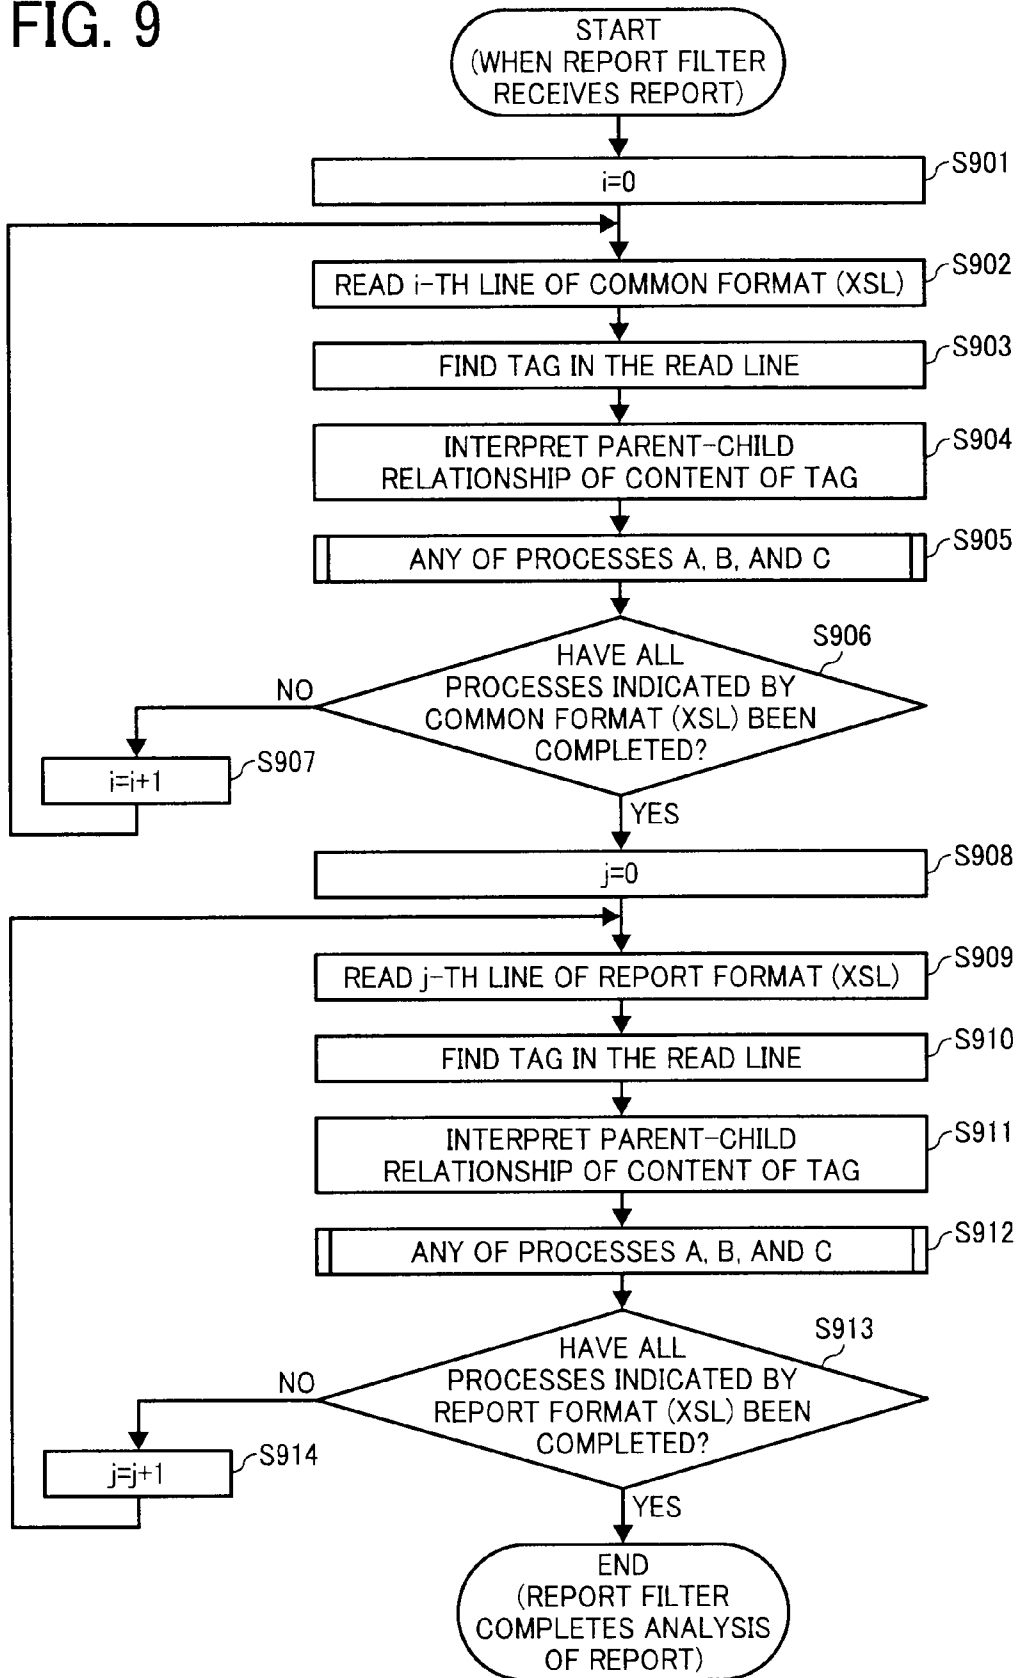 FIG. 9
START
(WHEN REPORT FILTER
RECEIVES REPORT)
S901
i=0
S902
READ i-TH LINE OF COMMON FORMAT (XSL)
S903
FIND TAG IN THE READ LINE
S904
INTERPRET PARENT-CHILD
RELATIONSHIP OF CONTENT OF TAG
S905
ANY OF PROCESSES A, B, AND C
S906
HAVE ALL
PROCESSES INDICATED BY
COMMON FORMAT (XSL) BEEN
COMPLETED?
NO
S907
i=i+1
YES
S908
j=0
S909
READ j-TH LINE OF REPORT FORMAT (XSL)
S910
FIND TAG IN THE READ LINE
S911
INTERPRET PARENT-CHILD
RELATIONSHIP OF CONTENT OF TAG
S912
ANY OF PROCESSES A, B, AND C
S913
HAVE ALL
PROCESSES INDICATED BY
REPORT FORMAT (XSL) BEEN
COMPLETED?
NO
S914
j=j+1
YES
END
(REPORT FILTER
COMPLETES ANALYSIS
OF REPORT)